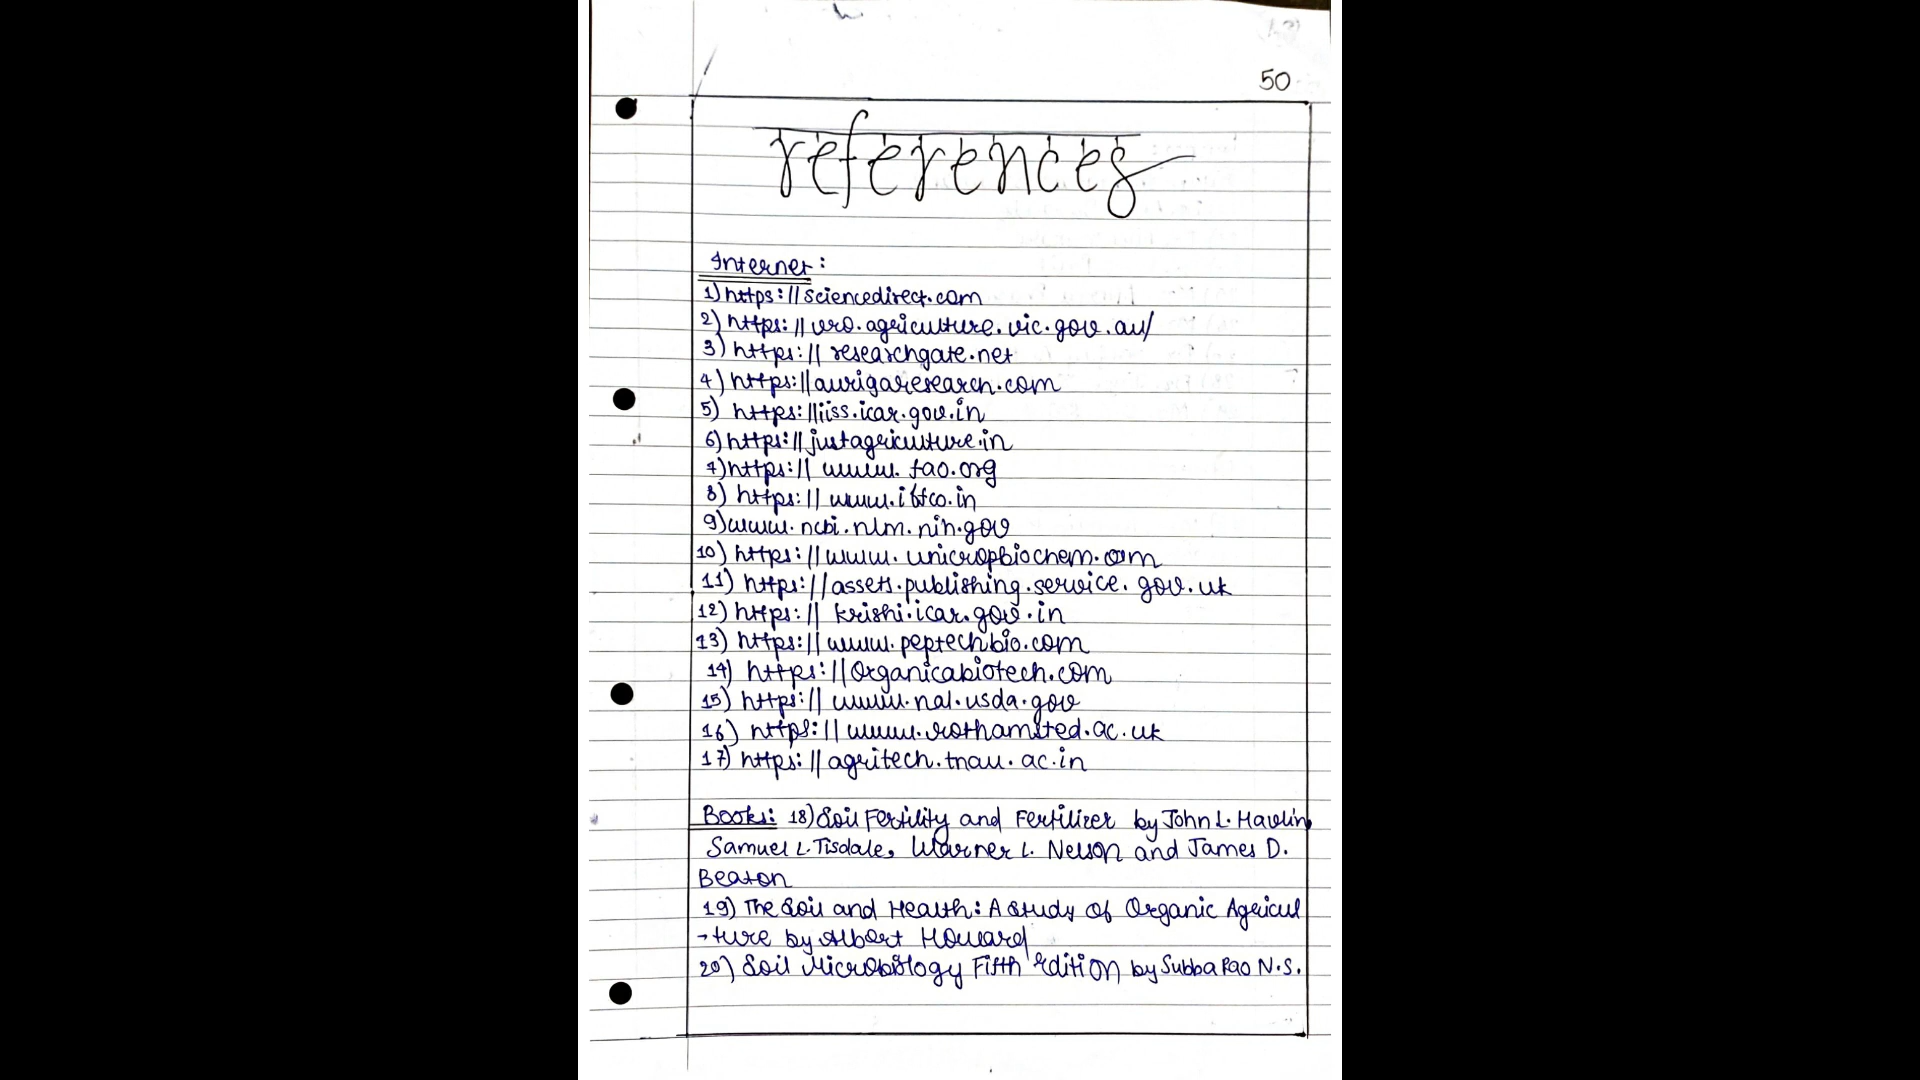 50
references
Internet:
1) https://sciencedirect.com
2) https://vro.agriculture.vic.gov.au/
3) https://researchgate.net
4) https://aurigaresearch.com
5) https://iiss.icar.gov.in
6) https://justagriculture.in
7) https://www.fao.org
8) https://www.iffco.in
9) www.ncbi.nlm.nih.gov
10) https://www.unicropbiochem.com
11) https://assets.publishing.service.gov.uk
12) https://krishi.icar.gov.in
13) https://www.peptechbio.com
14) https://Organicabiotech.com
15) https://www.nal.usda.gov
16) https://www.rothamsted.ac.uk
17) https://agritech.tnau.ac.in
Books: 18) Soil Fertility and Fertilizer by John L. Havlin,
Samuel L. Tisdale, Warner L. Nelson and James D.
Beaton
19) The Soil and Health: A Study of Organic Agricul
-ture by Albert Howard
20) Soil Microbiology Fifth Edition by Subba Rao N.S.